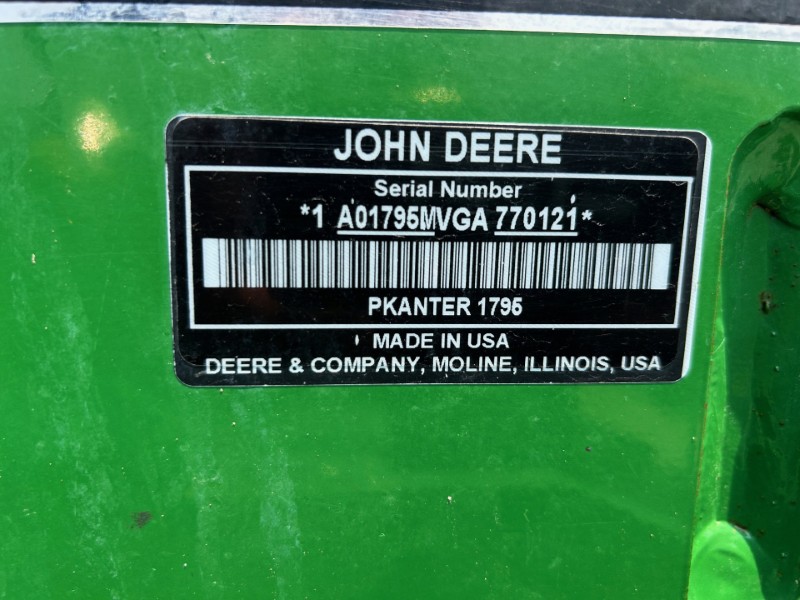 JOHN DEERE
Serial Number
*1 A01795MVGA 770121*
PKANTER 1795
MADE IN USA
DEERE & COMPANY, MOLINE, ILLINOIS, USA